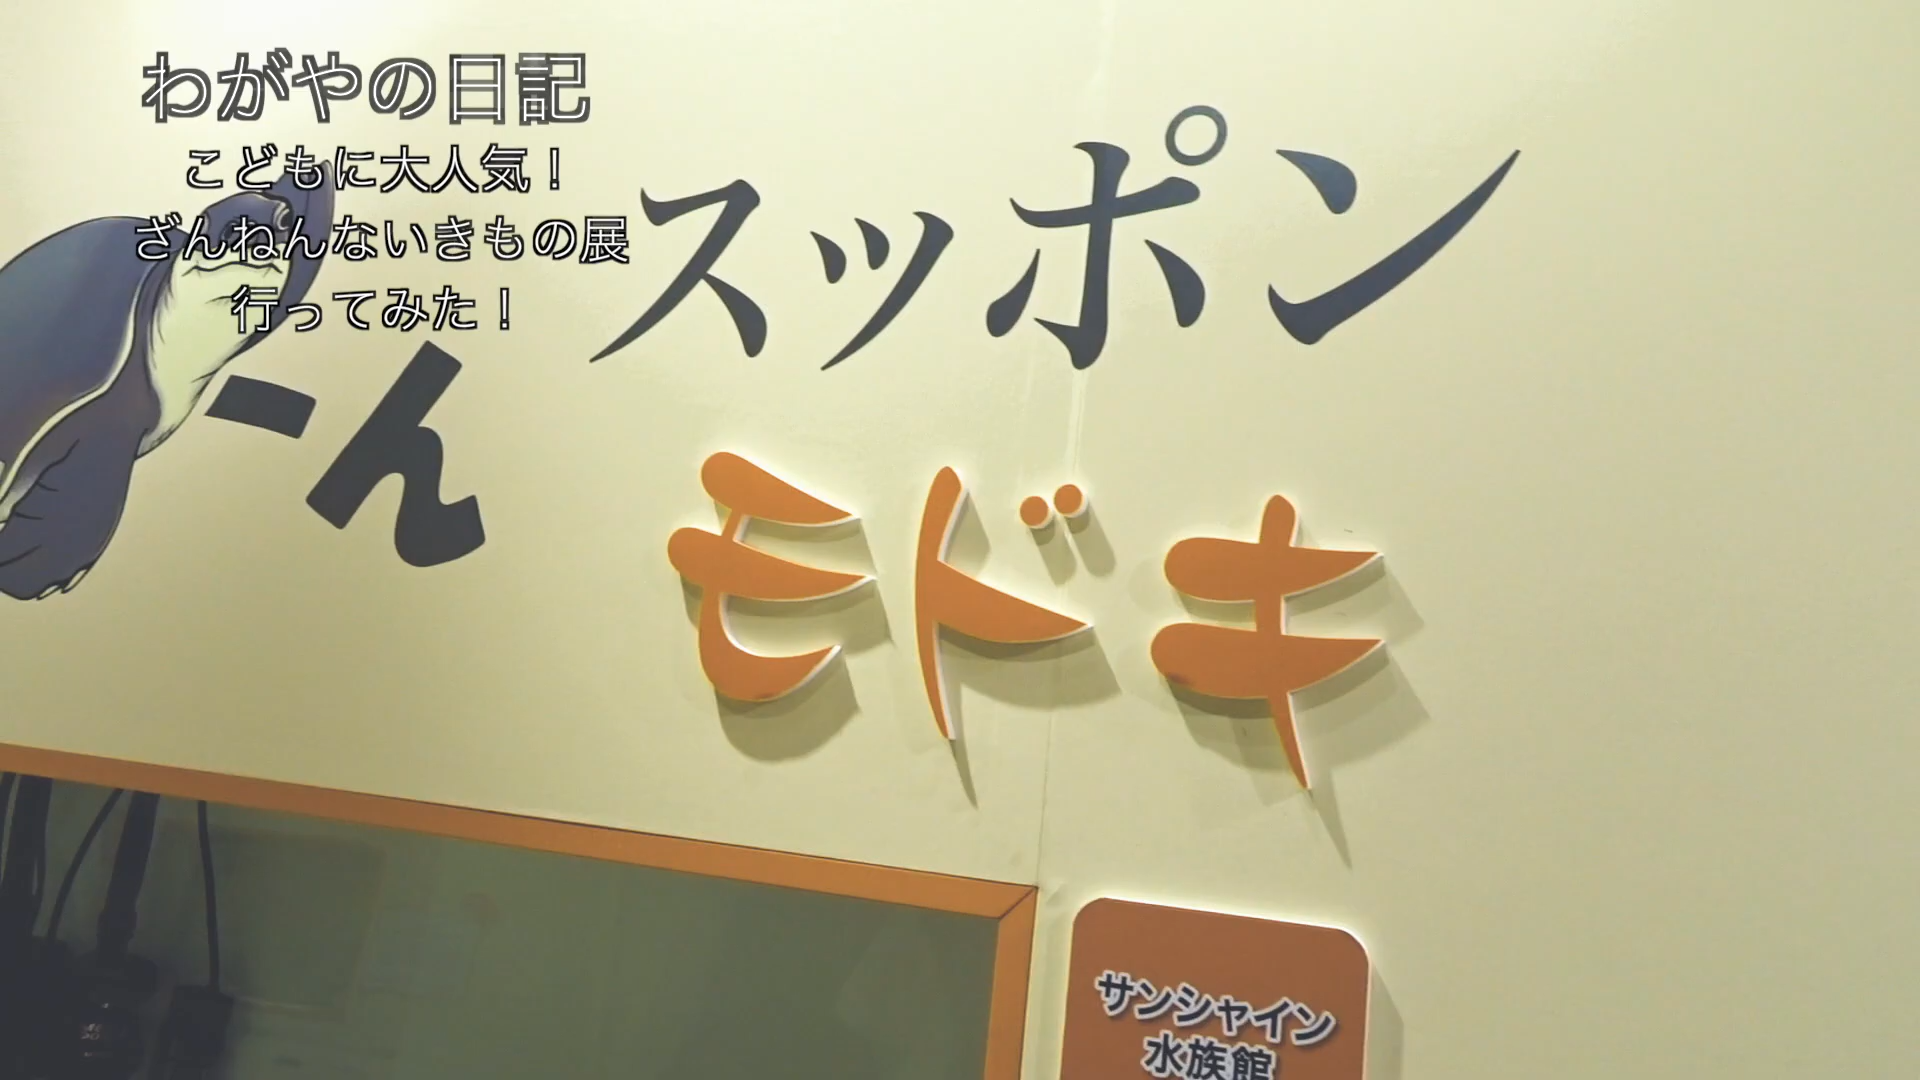 わがやの日記
こどもに大人気！
ざんねんないきもの展
行ってみた！
ーん
スッポン
モドキ
サンシャイン
水族館